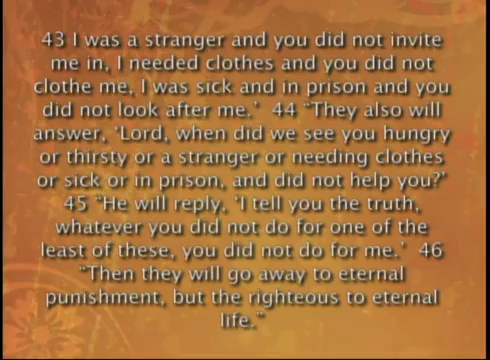 43 I was a stranger and you did not invite
me in, I needed clothes and you did not
clothe me, I was sick and in prison and you
did not look after me.’ 44 “They also will
answer, ‘Lord, when did we see you hungry
or thirsty or a stranger or needing clothes
or sick or in prison, and did not help you?’
45 “He will reply, ‘I tell you the truth,
whatever you did not do for one of the
least of these, you did not do for me.’ 46
“Then they will go away to eternal
punishment, but the righteous to eternal
life.”